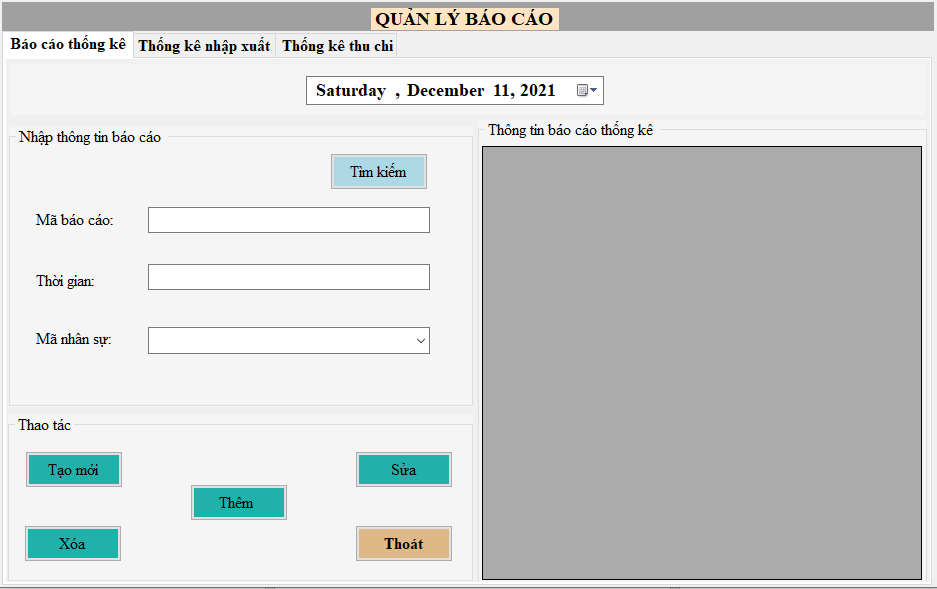 QUẢN LÝ BÁO CÁO
Báo cáo thống kê Thống kê nhập xuất Thống kê thu chi
Saturday , December 11, 2021
Nhập thông tin báo cáo
Tìm kiếm
Mã báo cáo:
Thời gian:
Mã nhân sự:
Thao tác
Tạo mới
Sửa
Thêm
Xóa
Thoát
Thông tin báo cáo thống kê